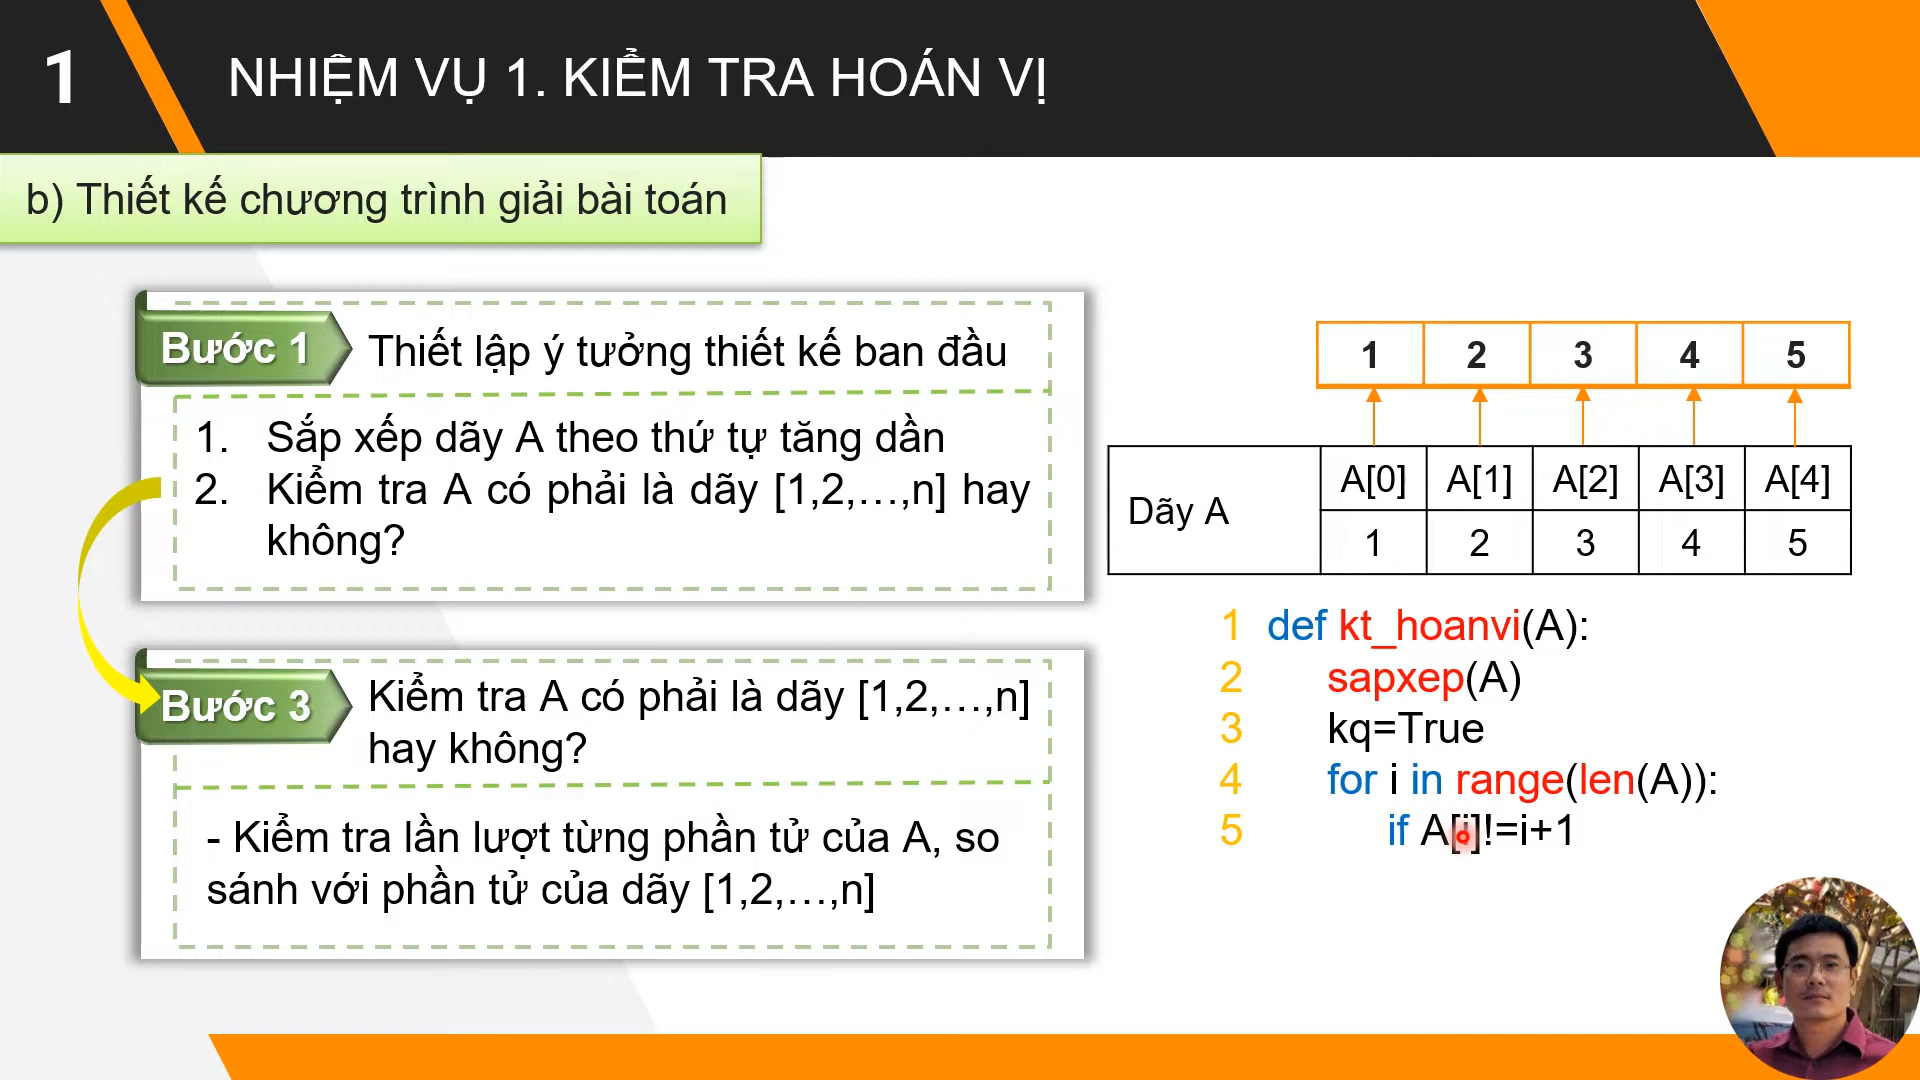 1
NHIỆM VỤ 1. KIỂM TRA HOÁN VỊ
b) Thiết kế chương trình giải bài toán
Bước 1
Thiết lập ý tưởng thiết kế ban đầu
1. Sắp xếp dãy A theo thứ tự tăng dần
2. Kiểm tra A có phải là dãy [1,2,…,n] hay
không?
Bước 3
Kiểm tra A có phải là dãy [1,2,…,n]
hay không?
- Kiểm tra lần lượt từng phần tử của A, so
sánh với phần tử của dãy [1,2,…,n]
1 2 3 4 5
Dãy A
A[0] A[1] A[2] A[3] A[4]
1 2 3 4 5
1 def kt_hoanvi(A):
2 sapxep(A)
3 kq=True
4 for i in range(len(A)):
5 if A[i]!=i+1